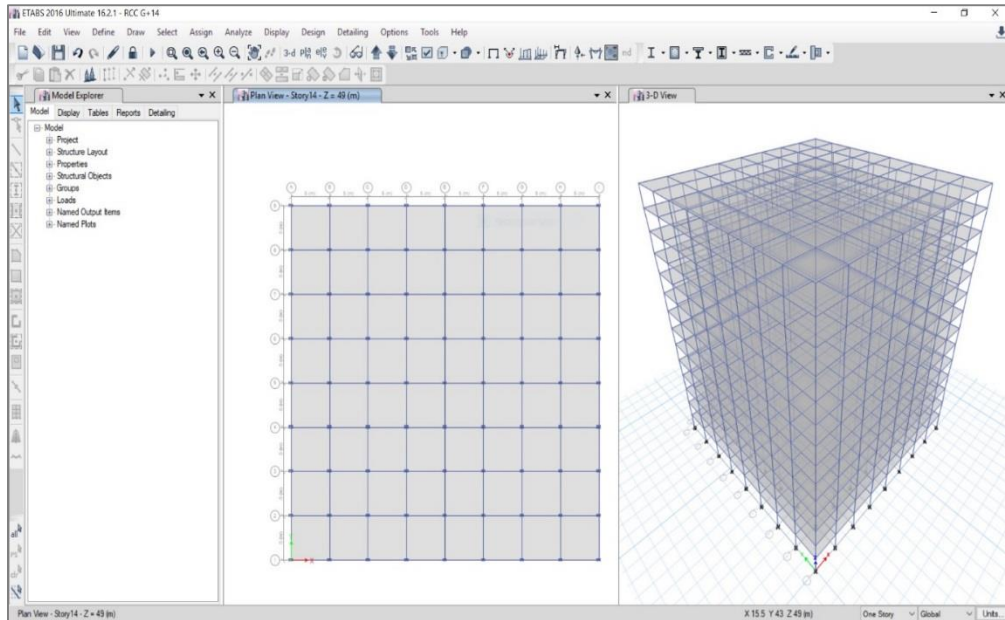 ETABS 2016 Ultimate 16.2.1 - RCC G+14
File Edit View Define Draw Select Assign Analyze Display Design Detailing Options Tools Help
3-d
Model Explorer
Model Display Tables Reports Detailing
Model
Project
Structure Layout
Properties
Structural Objects
Groups
Loads
Named Output Items
Named Plots
Plan View - Story14 - Z = 49 (m)
3-D View
Plan View - Story14 - Z = 49 (m)
X 15.5 Y 43 Z 49 (m)
One Story
Global
Units...